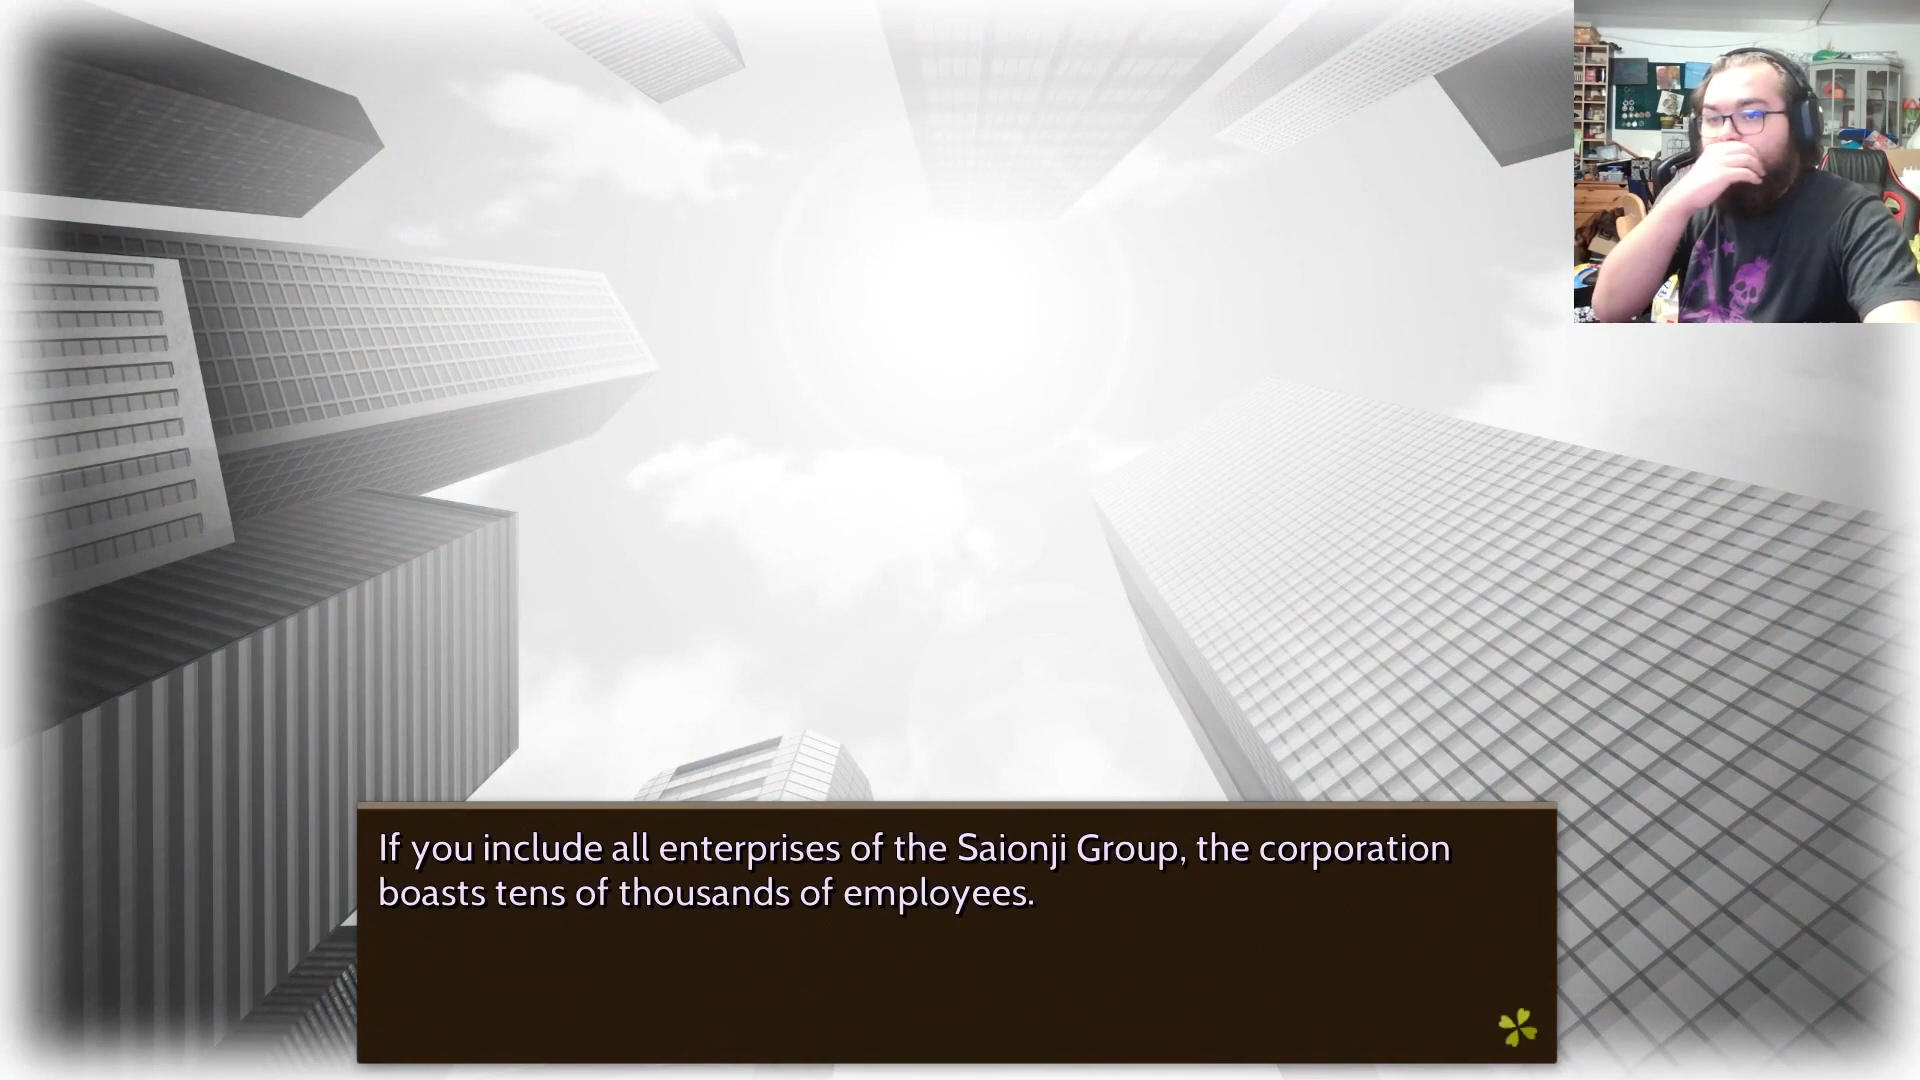 If you include all enterprises of the Saionji Group, the corporation
boasts tens of thousands of employees.